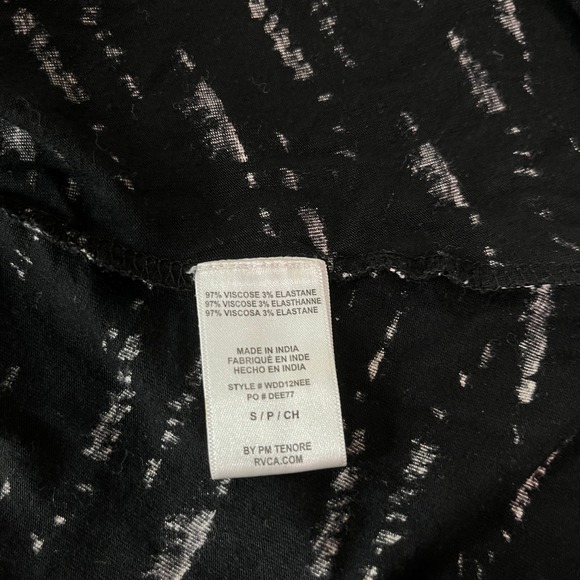 97% VISCOSE 3% ELASTANE
97% VISCOSE 3% ELASTHANNE
97% VISCOSA 3% ELASTANE
MADE IN INDIA
FABRIQUÉ EN INDE
HECHO EN INDIA
STYLE # WDD12NEE
PO # DEE77
S / P / CH
BY PM TENORE
RVCA.COM